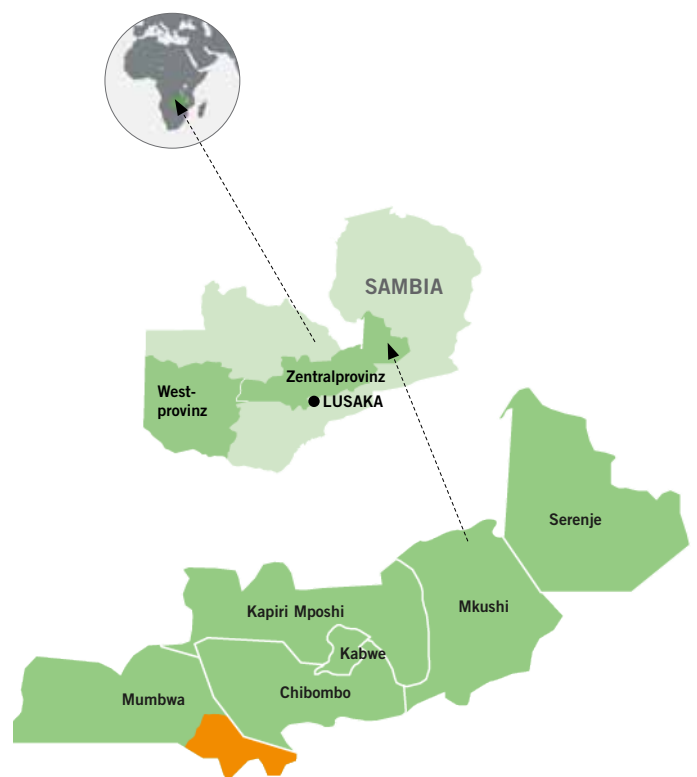 SAMBIA
Zentralprovinz
West-
provinz
LUSAKA
Serenje
Mkushi
Kapiri Mposhi
Kabwe
Chibombo
Mumbwa